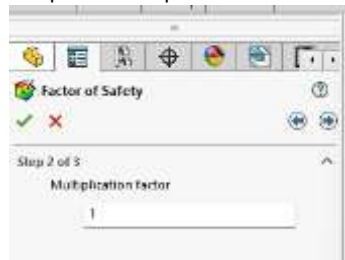 Factor of Safety
Step 2 of 3
Multiplication factor
1